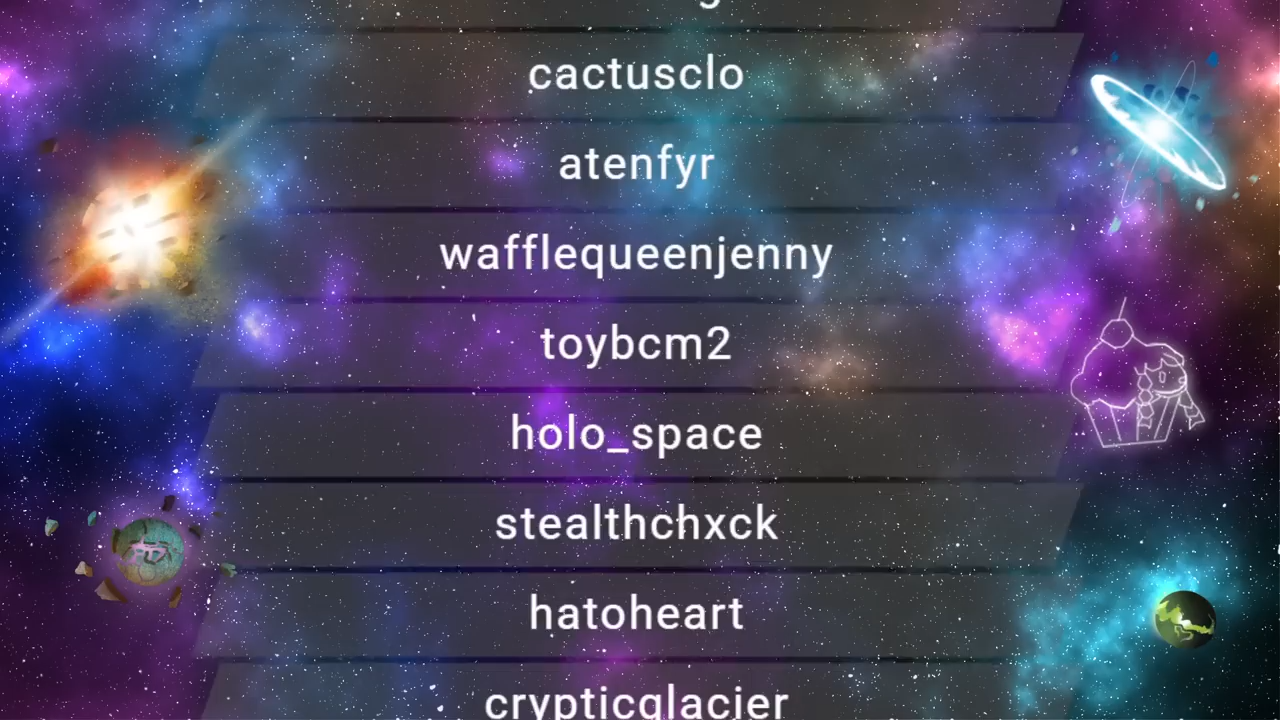 cactusclo
atenfyr
wafflequeenjenny
toybcm2
holo_space
stealthchxck
hatoheart
crypticglacier